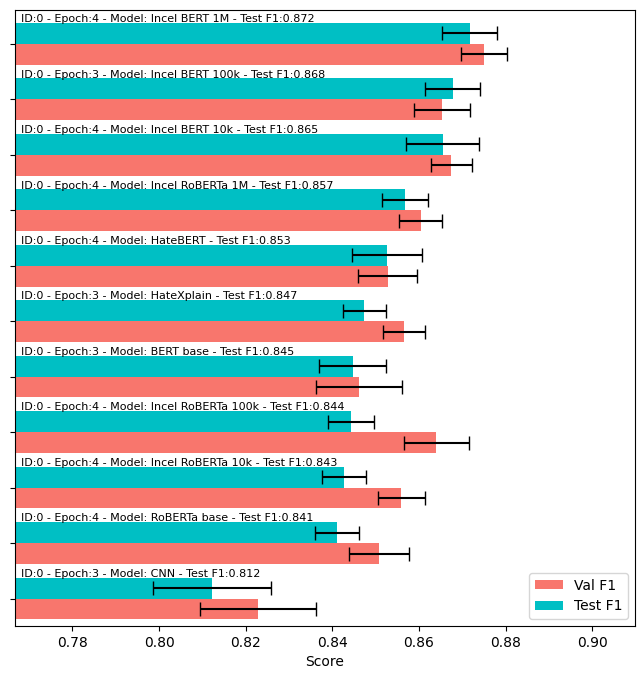 ID:0 - Epoch:4 - Model: Incel BERT 1M - Test F1:0.872
ID:0 - Epoch:3 - Model: Incel BERT 100k - Test F1:0.868
ID:0 - Epoch:4 - Model: Incel BERT 10k - Test F1:0.865
ID:0 - Epoch:4 - Model: Incel RoBERTa 1M - Test F1:0.857
ID:0 - Epoch:4 - Model: HateBERT - Test F1:0.853
ID:0 - Epoch:3 - Model: HateXplain - Test F1:0.847
ID:0 - Epoch:3 - Model: BERT base - Test F1:0.845
ID:0 - Epoch:4 - Model: Incel RoBERTa 100k - Test F1:0.844
ID:0 - Epoch:4 - Model: Incel RoBERTa 10k - Test F1:0.843
ID:0 - Epoch:4 - Model: RoBERTa base - Test F1:0.841
ID:0 - Epoch:3 - Model: CNN - Test F1:0.812
Val F1
Test F1
0.78 0.80 0.82 0.84 0.86 0.88 0.90
Score